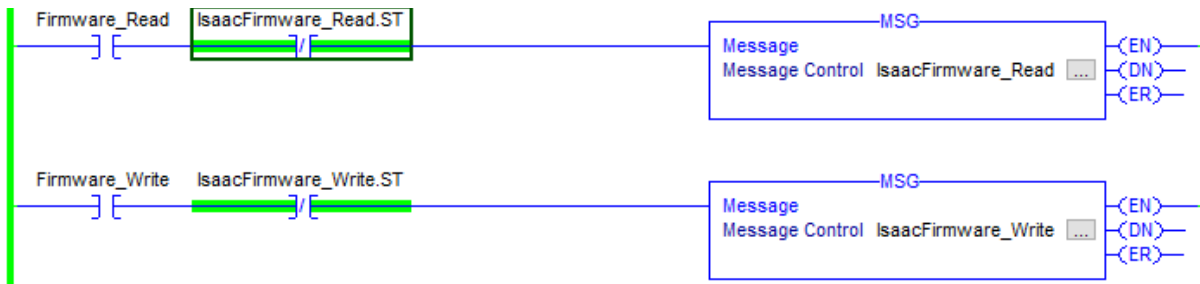 Firmware_Read IsaacFirmware_Read.ST MSG
Message (EN)
Message Control IsaacFirmware_Read ... (DN)
(ER)
Firmware_Write IsaacFirmware_Write.ST MSG
Message (EN)
Message Control IsaacFirmware_Write ... (DN)
(ER)